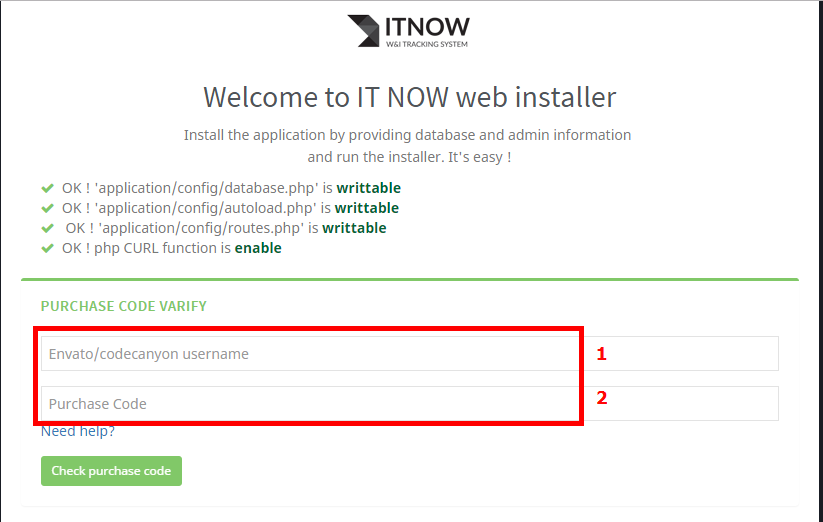 ITNOW
W&I TRACKING SYSTEM
Welcome to IT NOW web installer
Install the application by providing database and admin information
and run the installer. It's easy !
OK ! 'application/config/database.php' is writtable
OK ! 'application/config/autoload.php' is writtable
OK ! 'application/config/routes.php' is writtable
OK ! php CURL function is enable
PURCHASE CODE VARIFY
Envato/codecanyon username 1
Purchase Code 2
Need help?
Check purchase code